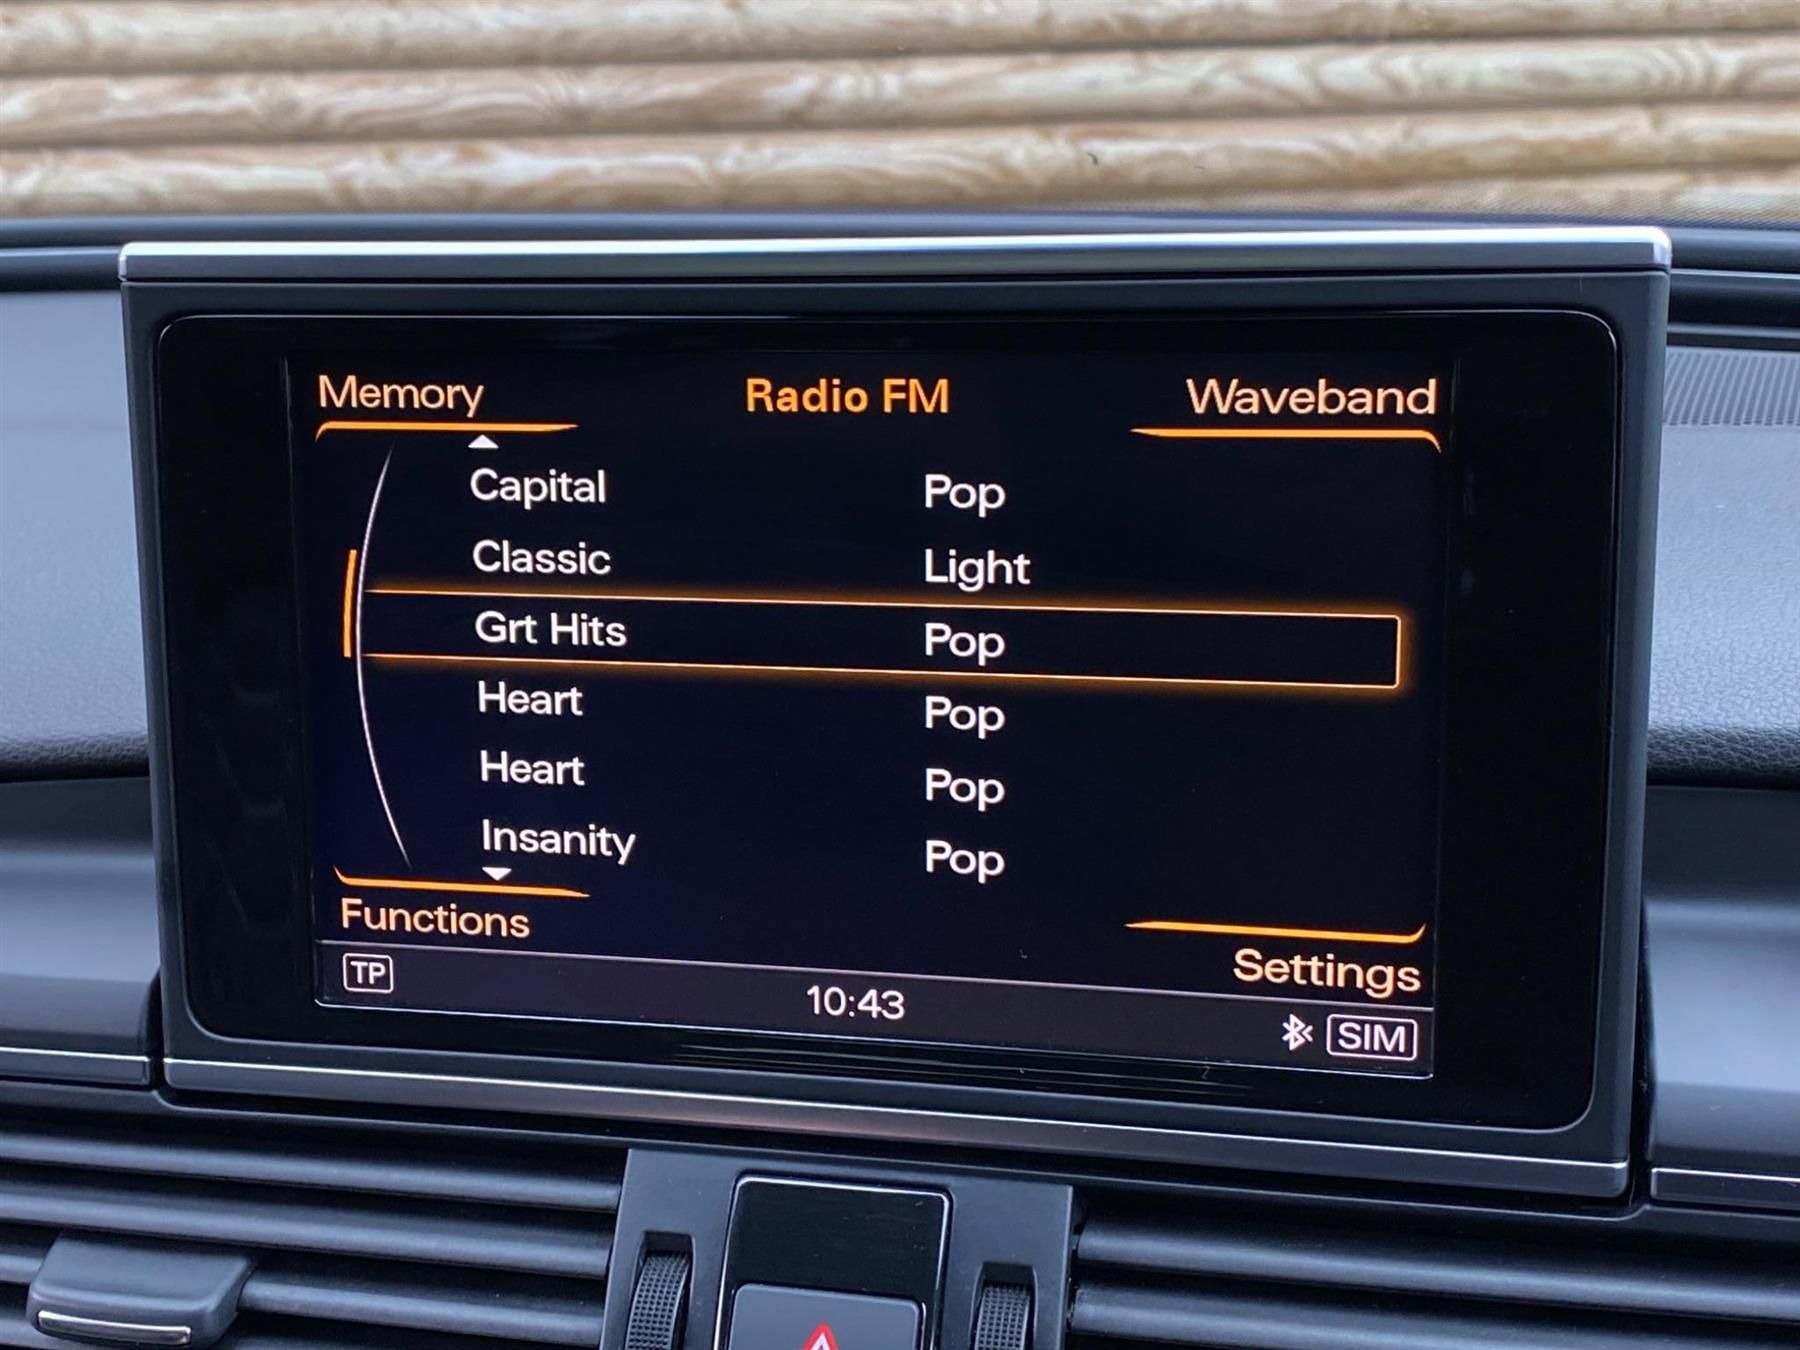 Memory Radio FM Waveband
Capital Pop
Classic Light
Grt Hits Pop
Heart Pop
Heart Pop
Insanity Pop
Functions
Settings
TP 10:43 SIM